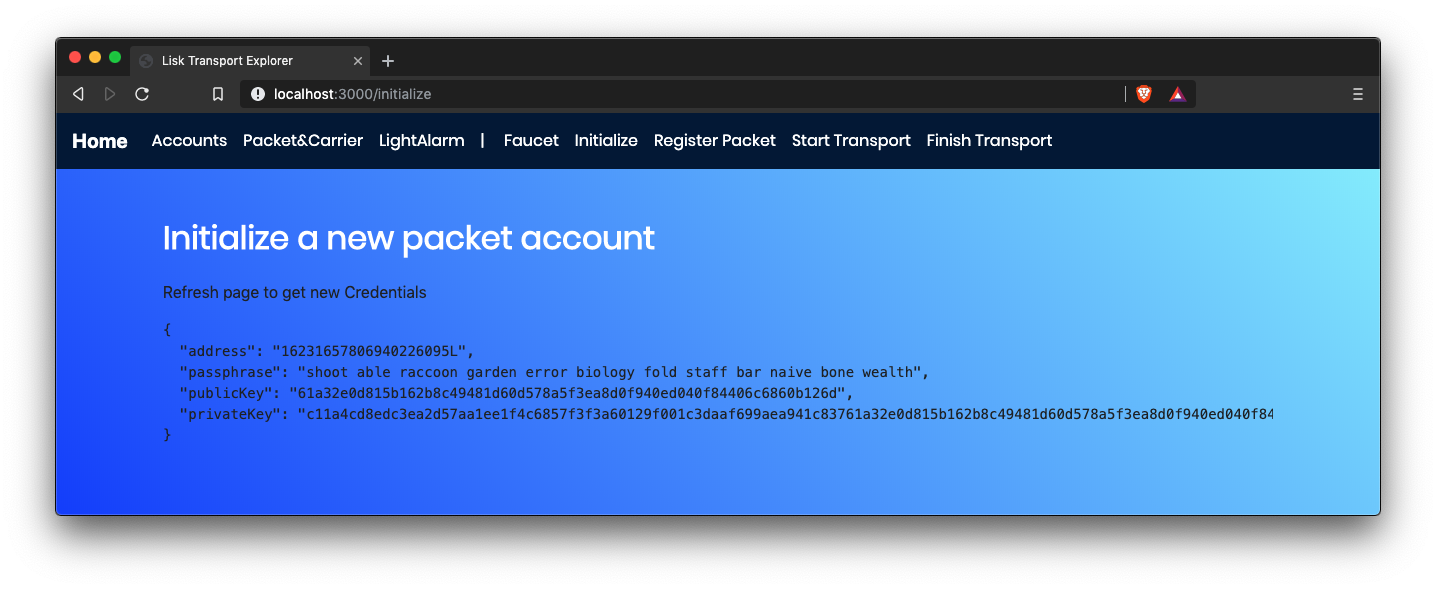 Lisk Transport Explorer
localhost:3000/initialize
Home Accounts Packet&Carrier LightAlarm | Faucet Initialize Register Packet Start Transport Finish Transport
Initialize a new packet account
Refresh page to get new Credentials
{
"address": "16231657806940226095L",
"passphrase": "shoot able raccoon garden error biology fold staff bar naive bone wealth",
"publicKey": "61a32e0d815b162b8c49481d60d578a5f3ea8d0f940ed040f84406c6860b126d",
"privateKey": "c11a4cd8edc3ea2d57aa1ee1f4c6857f3f3a60129f001c3daaf699aea941c83761a32e0d815b162b8c49481d60d578a5f3ea8d0f940ed040f84
}